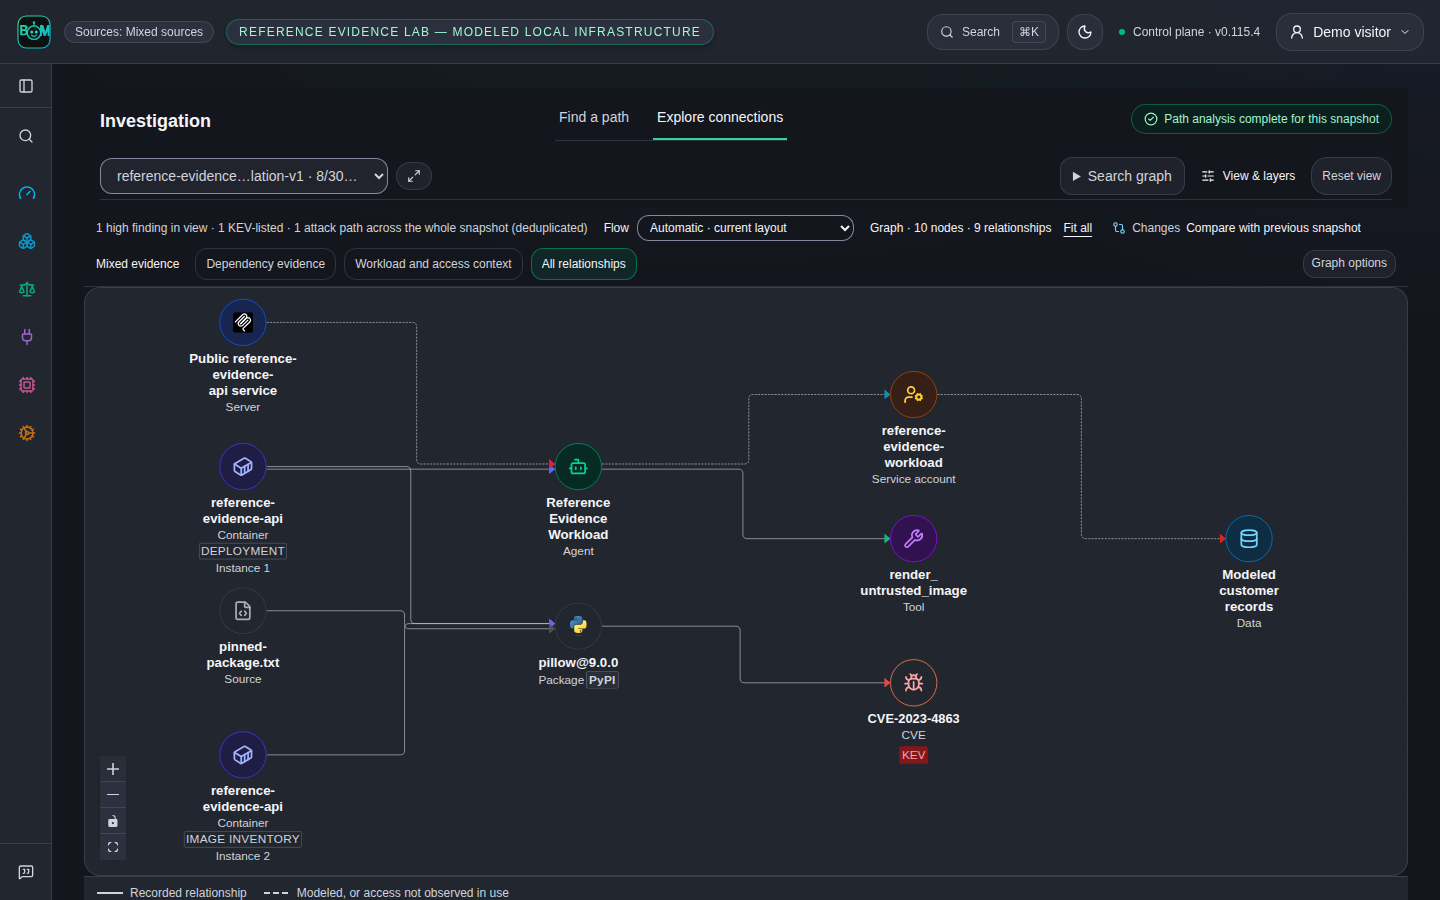 BOM
Sources: Mixed sources
REFERENCE EVIDENCE LAB — MODELED LOCAL INFRASTRUCTURE
Search ⌘K
Control plane · v0.115.4
Demo visitor
Investigation
Find a path
Explore connections
Path analysis complete for this snapshot
reference-evidence…lation-v1 · 8/30…
Search graph
View & layers
Reset view
1 high finding in view · 1 KEV-listed · 1 attack path across the whole snapshot (deduplicated)
Flow
Automatic · current layout
Graph · 10 nodes · 9 relationships
Fit all
Changes
Compare with previous snapshot
Mixed evidence
Dependency evidence
Workload and access context
All relationships
Graph options
Public reference-
evidence-
api service
Server
reference-
evidence-api
Container
DEPLOYMENT
Instance 1
pinned-
package.txt
Source
reference-
evidence-api
Container
IMAGE INVENTORY
Instance 2
Reference
Evidence
Workload
Agent
pillow@9.0.0
Package PyPI
reference-
evidence-
workload
Service account
render_
untrusted_image
Tool
CVE-2023-4863
CVE
KEV
Modeled
customer
records
Data
Recorded relationship
Modeled, or access not observed in use